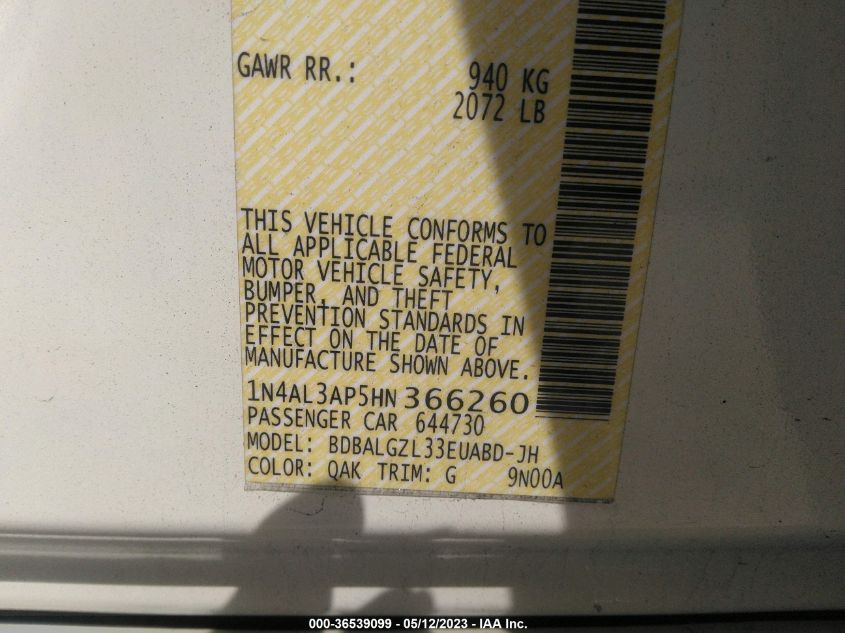 GAWR RR.: 940 KG
2072 LB
THIS VEHICLE CONFORMS TO
ALL APPLICABLE FEDERAL
MOTOR VEHICLE SAFETY,
BUMPER, AND THEFT
PREVENTION STANDARDS IN
EFFECT ON THE DATE OF
MANUFACTURE SHOWN ABOVE.
1N4AL3AP5HN366260
PASSENGER CAR 644730
MODEL: BDBALGZL33EUABD-JH
COLOR: QAK TRIM: G 9N00A
000-36539099 - 05/12/2023 - IAA Inc.